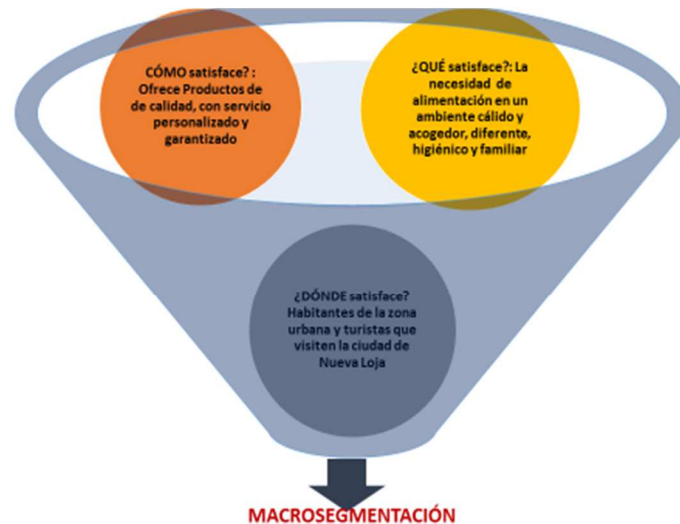 CÓMO satisface? :
Ofrece Productos de
de calidad, con servicio
personalizado y
garantizado
¿QUÉ satisface?: La
necesidad de
alimentación en un
ambiente cálido y
acogedor, diferente,
higiénico y familiar
¿DÓNDE satisface?
Habitantes de la zona
urbana y turistas que
visiten la ciudad de
Nueva Loja
MACROSEGMENTACIÓN